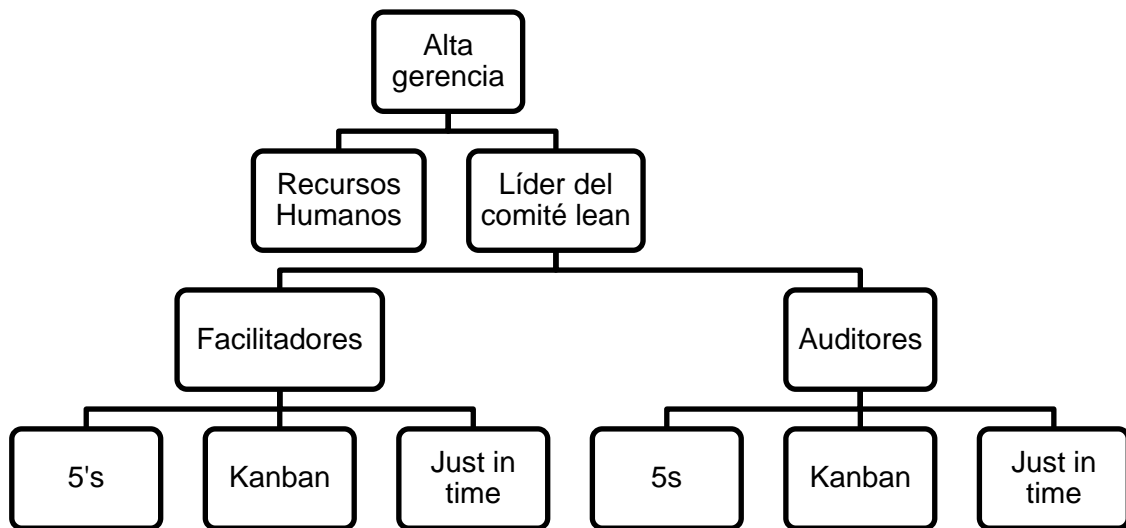 Alta
gerencia
Recursos
Humanos
Líder del
comité lean
Facilitadores
Auditores
5's
Kanban
Just in
time
5s
Kanban
Just in
time